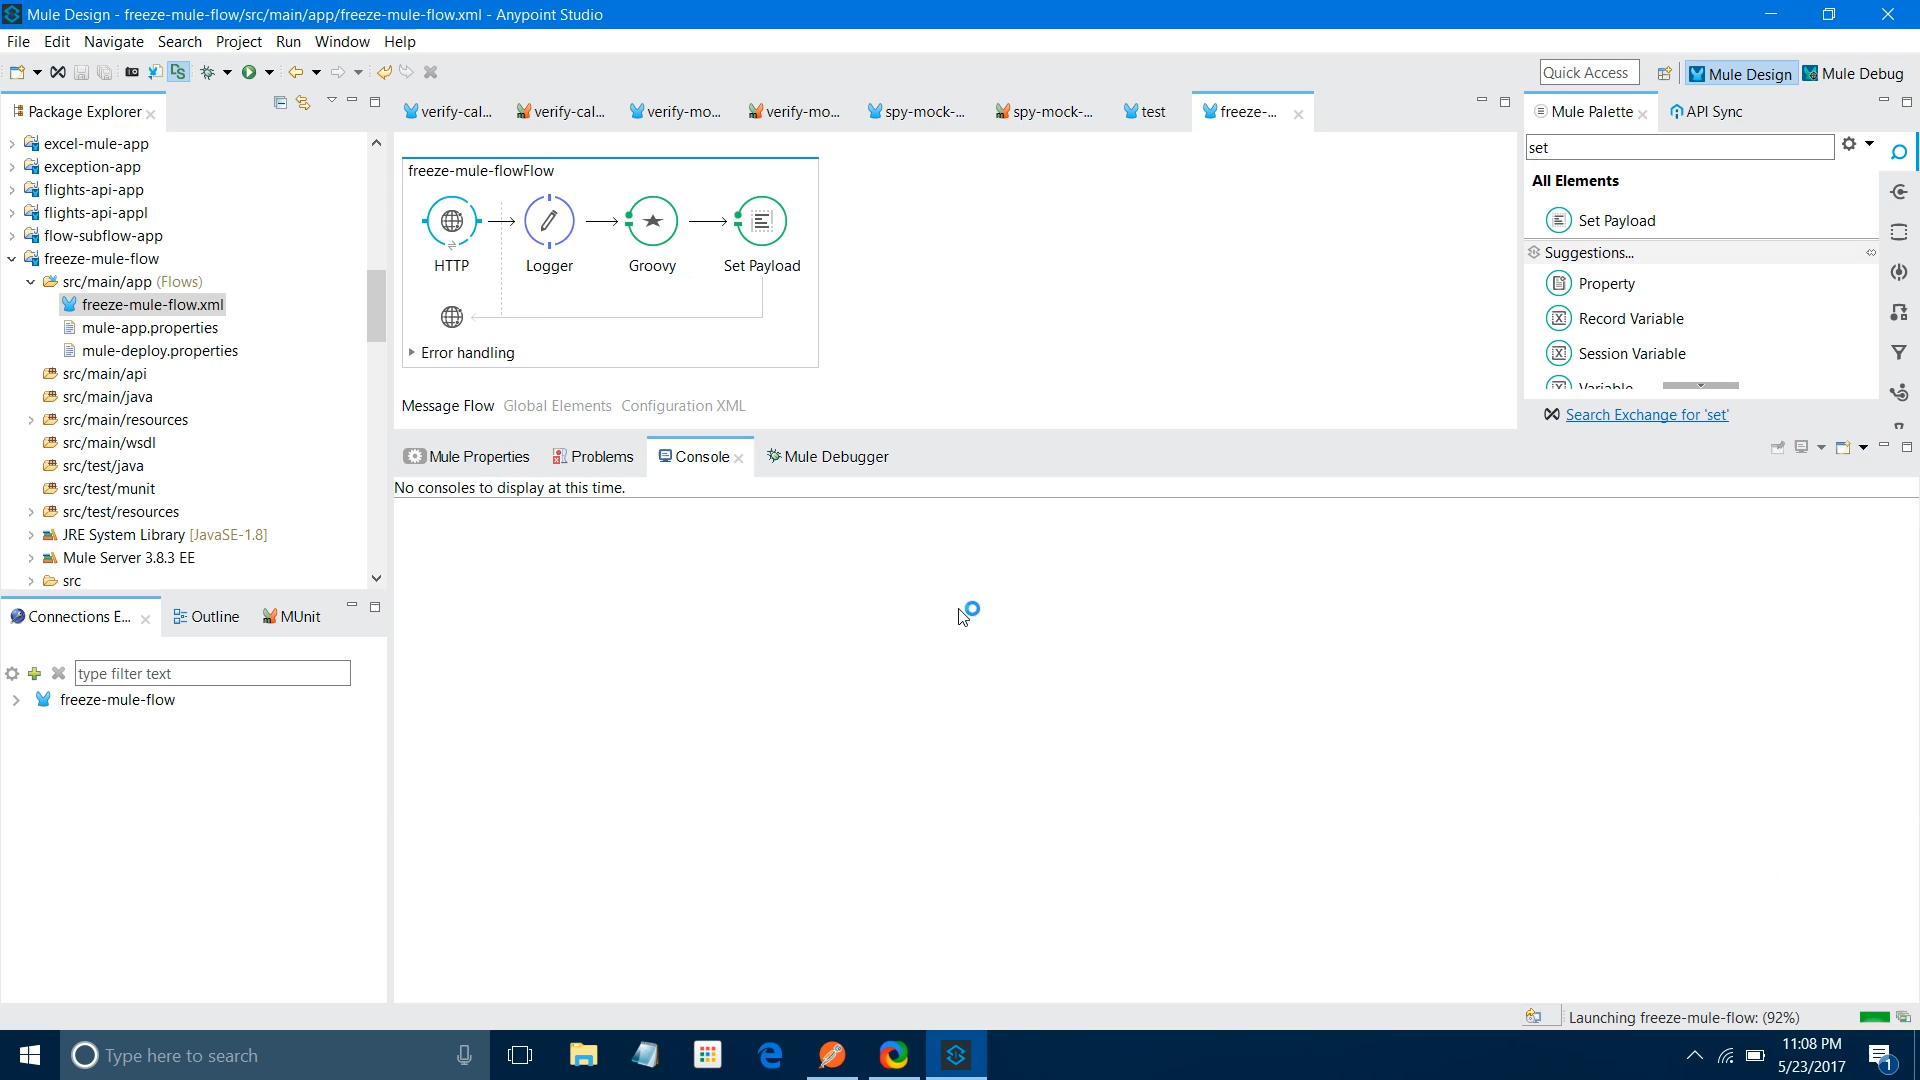 Mule Design - freeze-mule-flow/src/main/app/freeze-mule-flow.xml - Anypoint Studio
File Edit Navigate Search Project Run Window Help
Quick Access
Mule Design
Mule Debug
Package Explorer
excel-mule-app
exception-app
flights-api-app
flights-api-appl
flow-subflow-app
freeze-mule-flow
src/main/app (Flows)
freeze-mule-flow.xml
mule-app.properties
mule-deploy.properties
src/main/api
src/main/java
src/main/resources
src/main/wsdl
src/test/java
src/test/munit
src/test/resources
JRE System Library [JavaSE-1.8]
Mule Server 3.8.3 EE
src
Connections E...
Outline
MUnit
type filter text
freeze-mule-flow
verify-cal...
verify-cal...
verify-mo...
verify-mo...
spy-mock-...
spy-mock-...
test
freeze-...
freeze-mule-flowFlow
HTTP
Logger
Groovy
Set Payload
Error handling
Message Flow Global Elements Configuration XML
Mule Properties
Problems
Console
Mule Debugger
No consoles to display at this time.
Mule Palette
API Sync
set
All Elements
Set Payload
Suggestions...
Property
Record Variable
Session Variable
Variable
Search Exchange for 'set'
Launching freeze-mule-flow: (92%)
Type here to search
11:08 PM
5/23/2017
1